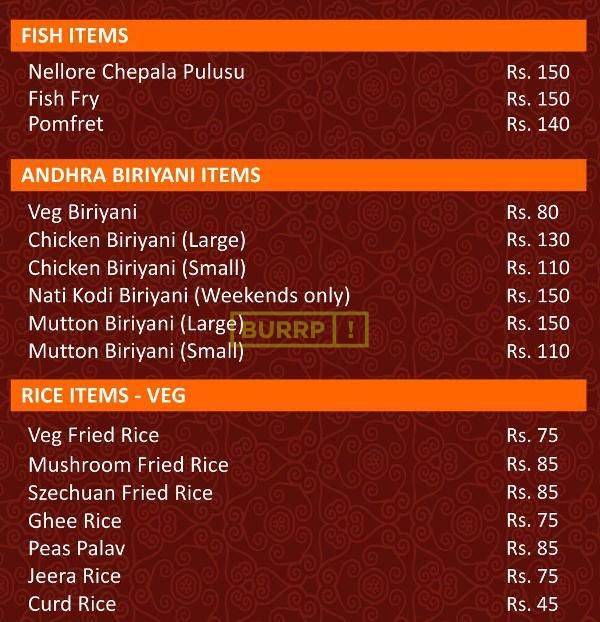 FISH ITEMS
Nellore Chepala Pulusu Rs. 150
Fish Fry Rs. 150
Pomfret Rs. 140
ANDHRA BIRIYANI ITEMS
Veg Biriyani Rs. 80
Chicken Biriyani (Large) Rs. 130
Chicken Biriyani (Small) Rs. 110
Nati Kodi Biriyani (Weekends only) Rs. 150
Mutton Biriyani (Large) Rs. 150
BURRP!
Mutton Biriyani (Small) Rs. 110
RICE ITEMS - VEG
Veg Fried Rice Rs. 75
Mushroom Fried Rice Rs. 85
Szechuan Fried Rice Rs. 85
Ghee Rice Rs. 75
Peas Palav Rs. 85
Jeera Rice Rs. 75
Curd Rice Rs. 45